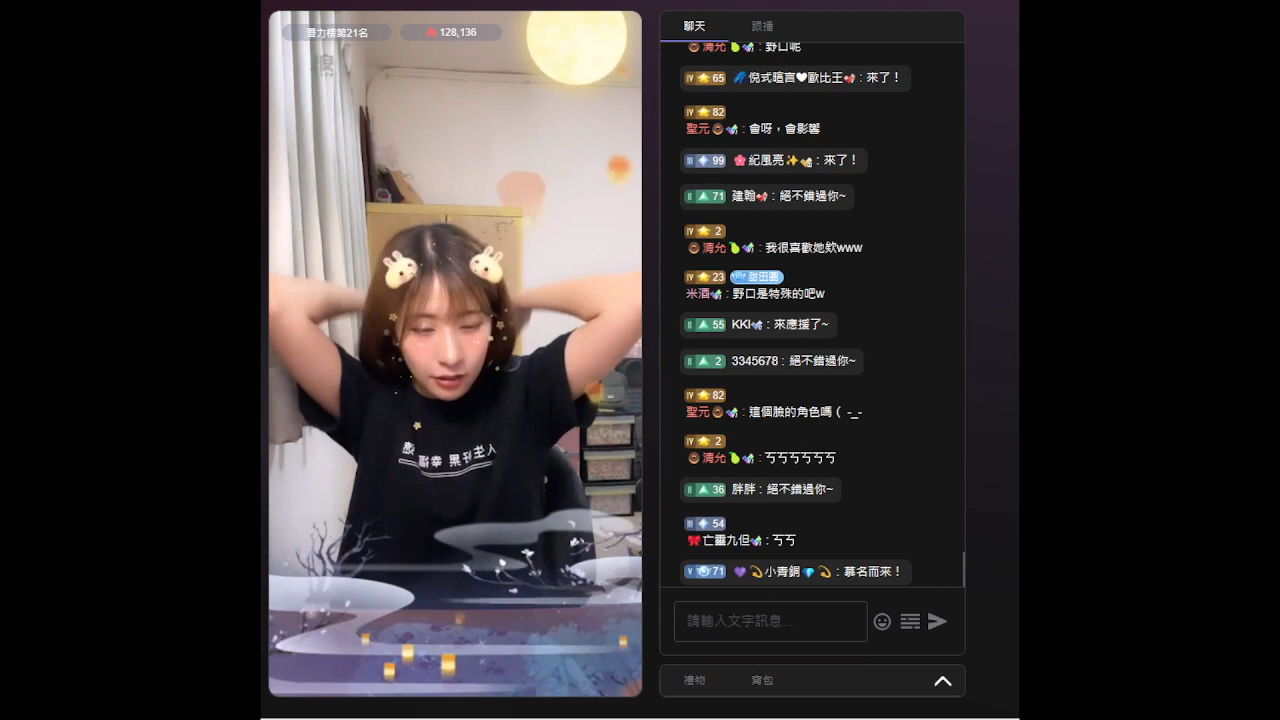 潛力榜第21名
128,136
聊天
跟播
清允：野口呢
IV 65 倪式暄言歐比王：來了！
IV 82
聖元：會呀，會影響
III 99 紀風亮：來了！
II 71 建翰：絕不錯過你~
IV 2
清允：我很喜歡她欸www
IV 23 甜田團
米酒：野口是特殊的吧w
II 55 KKI：來應援了~
II 2 3345678：絕不錯過你~
IV 82
聖元：這個臉的角色嗎（ -_-
IV 2
清允：ㄎㄎㄎㄎㄎㄎ
II 36 胖胖：絕不錯過你~
III 54
亡靈九但：ㄎㄎ
V 71 小青銅：慕名而來！
請輸入文字訊息...
禮物
背包